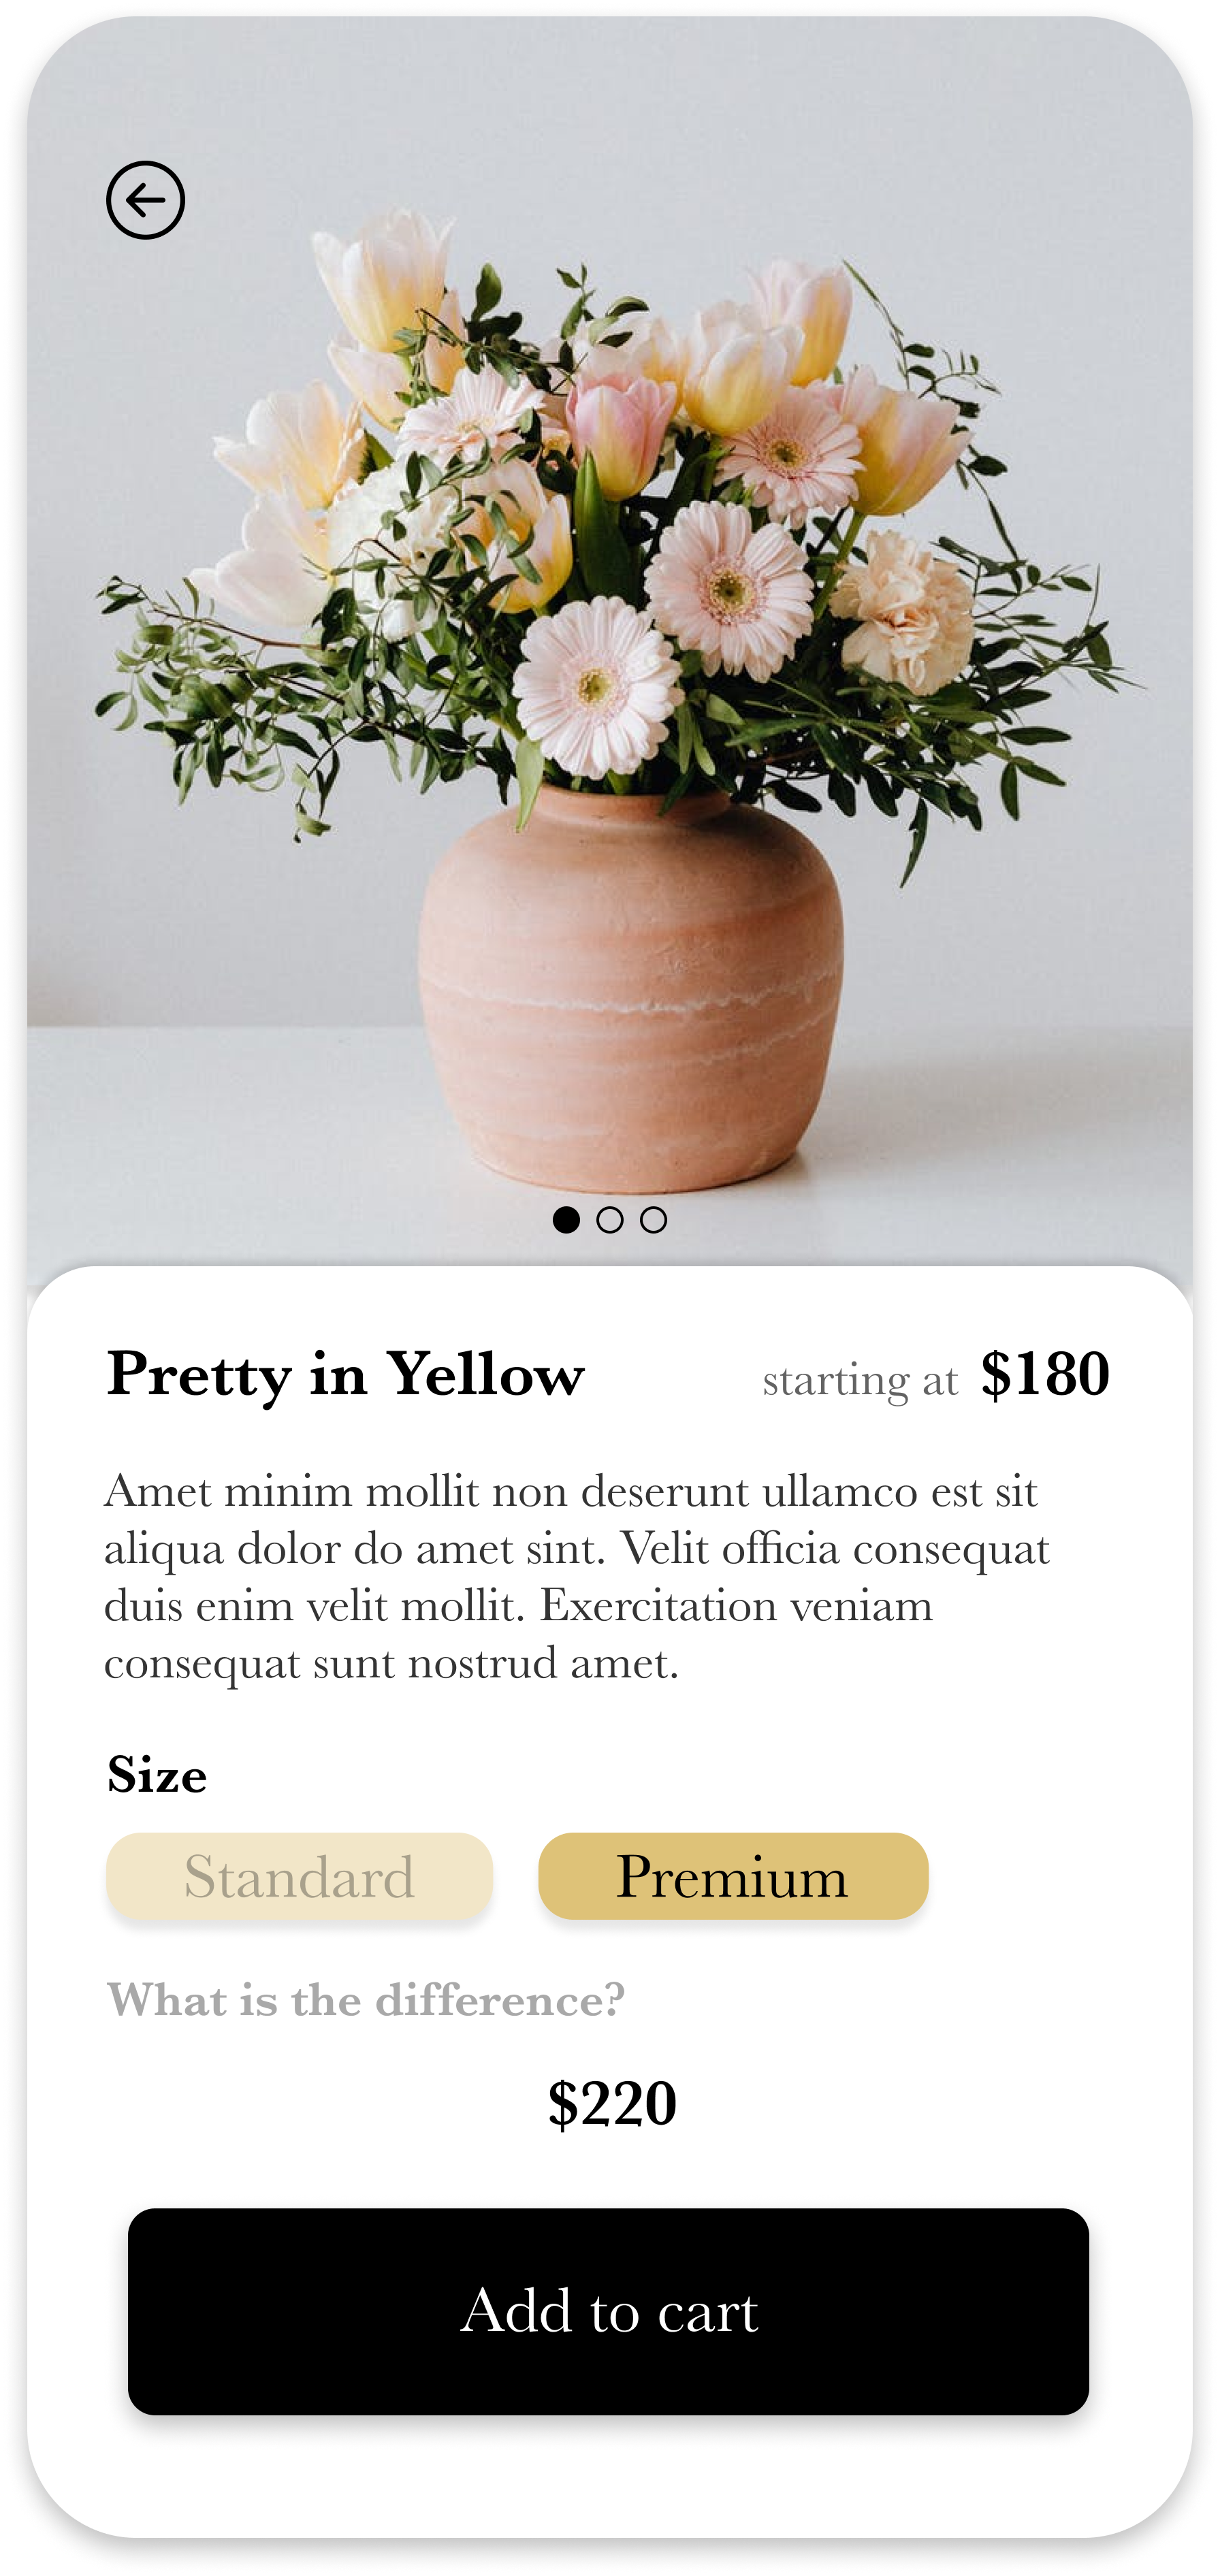 Pretty in Yellow starting at $180
Amet minim mollit non deserunt ullamco est sit
aliqua dolor do amet sint. Velit officia consequat
duis enim velit mollit. Exercitation veniam
consequat sunt nostrud amet.
Size
Standard Premium
What is the difference?
$220
Add to cart